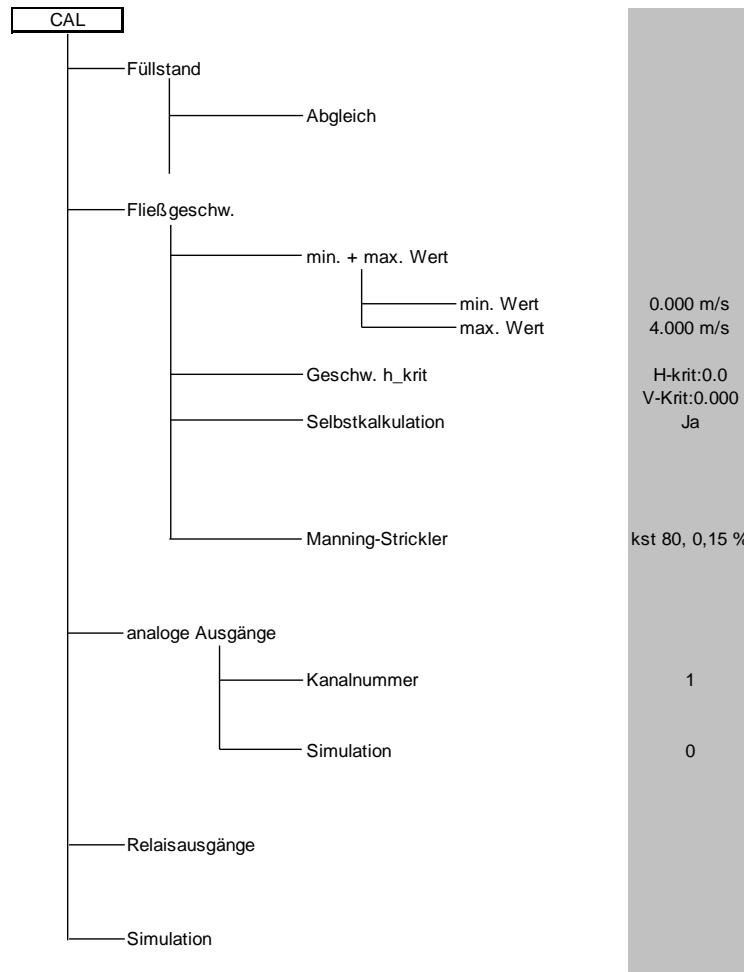 CAL
Füllstand
Abgleich
Fließgeschw.
min. + max. Wert
min. Wert 0.000 m/s
max. Wert 4.000 m/s
Geschw. h_krit H-krit:0.0
V-Krit:0.000
Selbstkalkulation Ja
Manning-Strickler kst 80, 0,15 %
analoge Ausgänge
Kanalnummer 1
Simulation 0
Relaisausgänge
Simulation